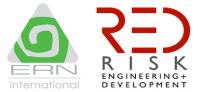 ERN
international
RED
RISK
ENGINEERING+
DEVELOPMENT